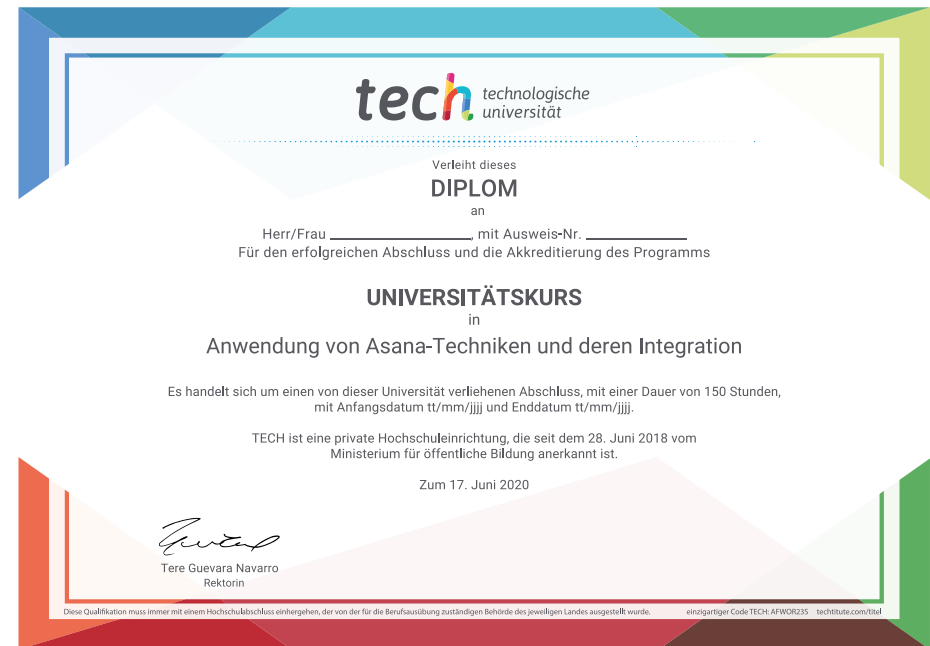 tech technologische
universität
Verleiht dieses
DIPLOM
an
Herr/Frau ____________________, mit Ausweis-Nr. ______________
Für den erfolgreichen Abschluss und die Akkreditierung des Programms
UNIVERSITÄTSKURS
in
Anwendung von Asana-Techniken und deren Integration
Es handelt sich um einen von dieser Universität verliehenen Abschluss, mit einer Dauer von 150 Stunden,
mit Anfangsdatum tt/mm/jjjj und Enddatum tt/mm/jjjj.
TECH ist eine private Hochschuleinrichtung, die seit dem 28. Juni 2018 vom
Ministerium für öffentliche Bildung anerkannt ist.
Zum 17. Juni 2020
Tere Guevara Navarro
Rektorin
Diese Qualifikation muss immer mit einem Hochschulabschluss einhergehen, der von der für die Berufsausübung zuständigen Behörde des jeweiligen Landes ausgestellt wurde. einzigartiger Code TECH: AFWOR235 techtitute.com/titel